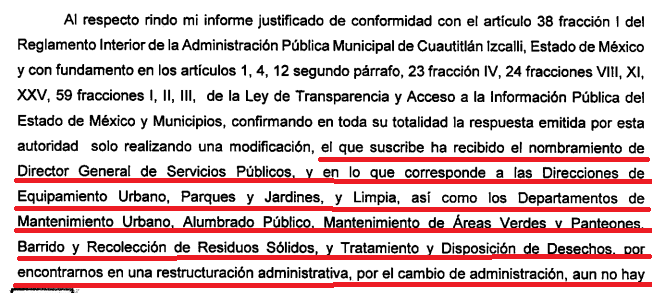 Al respecto rindo mi informe justificado de conformidad con el artículo 38 fracción I del
Reglamento Interior de la Administración Pública Municipal de Cuautitlán Izcalli, Estado de México
y con fundamento en los artículos 1, 4, 12 segundo párrafo, 23 fracción IV, 24 fracciones VIII, XI,
XXV, 59 fracciones I, II, III, de la Ley de Transparencia y Acceso a la Información Pública del
Estado de México y Municipios, confirmando en toda su totalidad la respuesta emitida por esta
autoridad solo realizando una modificación, el que suscribe ha recibido el nombramiento de
Director General de Servicios Públicos, y en lo que corresponde a las Direcciones de
Equipamiento Urbano, Parques y Jardines, y Limpia, así como los Departamentos de
Mantenimiento Urbano, Alumbrado Público, Mantenimiento de Áreas Verdes y Panteones,
Barrido y Recolección de Residuos Sólidos, y Tratamiento y Disposición de Desechos, por
encontrarnos en una restructuración administrativa, por el cambio de administración, aun no hay